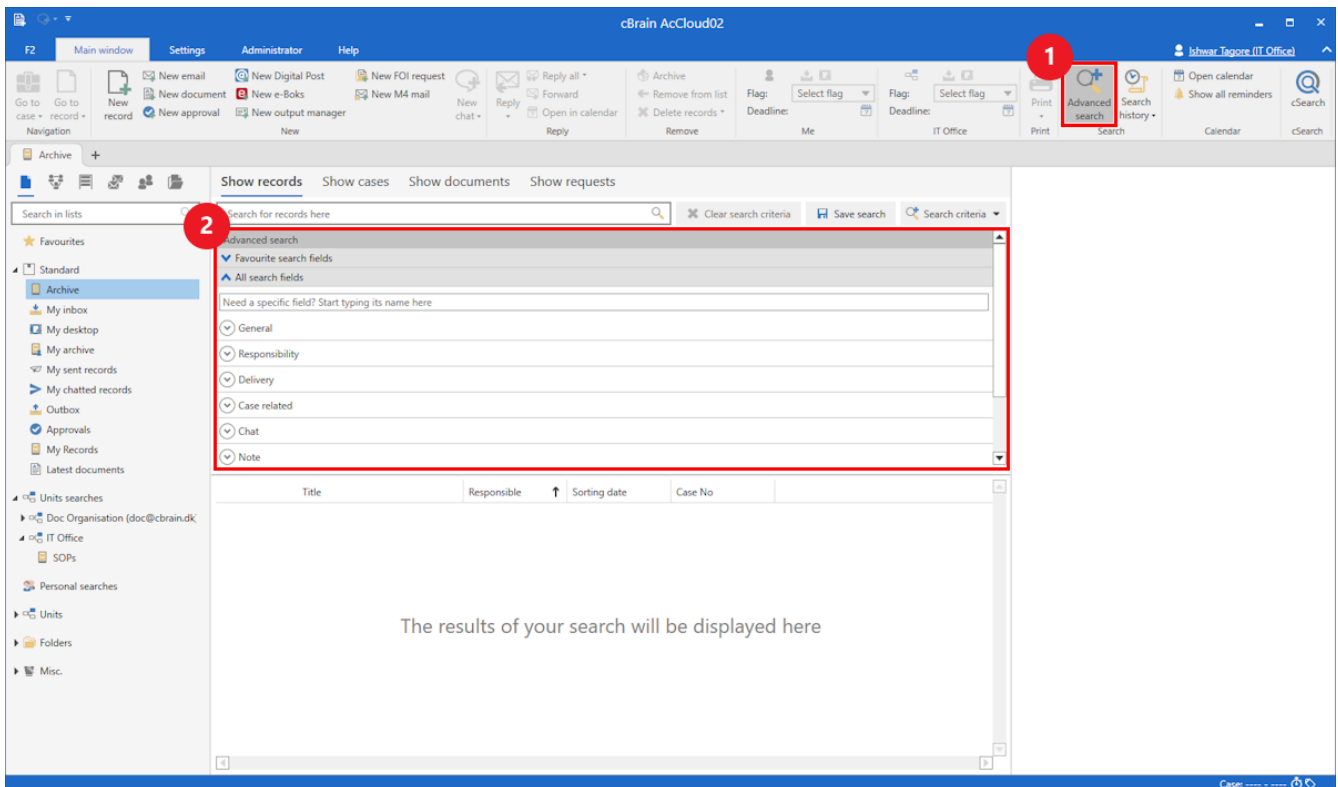 cBrain AcCloud02
F2 Main window Settings Administrator Help
Ishwar Tagore (IT Office)
1
Go to case
Go to record
Navigation
New record
New email
New document
New approval
New Digital Post
New e-Boks
New output manager
New FOI request
New M4 mail
New chat
New
Reply
Reply all
Forward
Open in calendar
Reply
Archive
Remove from list
Delete records
Remove
Flag: Select flag
Deadline:
Me
Flag: Select flag
Deadline:
IT Office
Print
Print
Advanced search
Search history
Search
Open calendar
Show all reminders
Calendar
cSearch
cSearch
Archive +
Show records Show cases Show documents Show requests
Search in lists
Search for records here
Clear search criteria
Save search
Search criteria
2
Favourites
Standard
Archive
My inbox
My desktop
My archive
My sent records
My chatted records
Outbox
Approvals
My Records
Latest documents
Units searches
Doc Organisation (doc@cbrain.dk)
IT Office
SOPs
Personal searches
Units
Folders
Misc.
Advanced search
Favourite search fields
All search fields
Need a specific field? Start typing its name here
General
Responsibility
Delivery
Case related
Chat
Note
Title Responsible Sorting date Case No
The results of your search will be displayed here
Case: ---- - ----